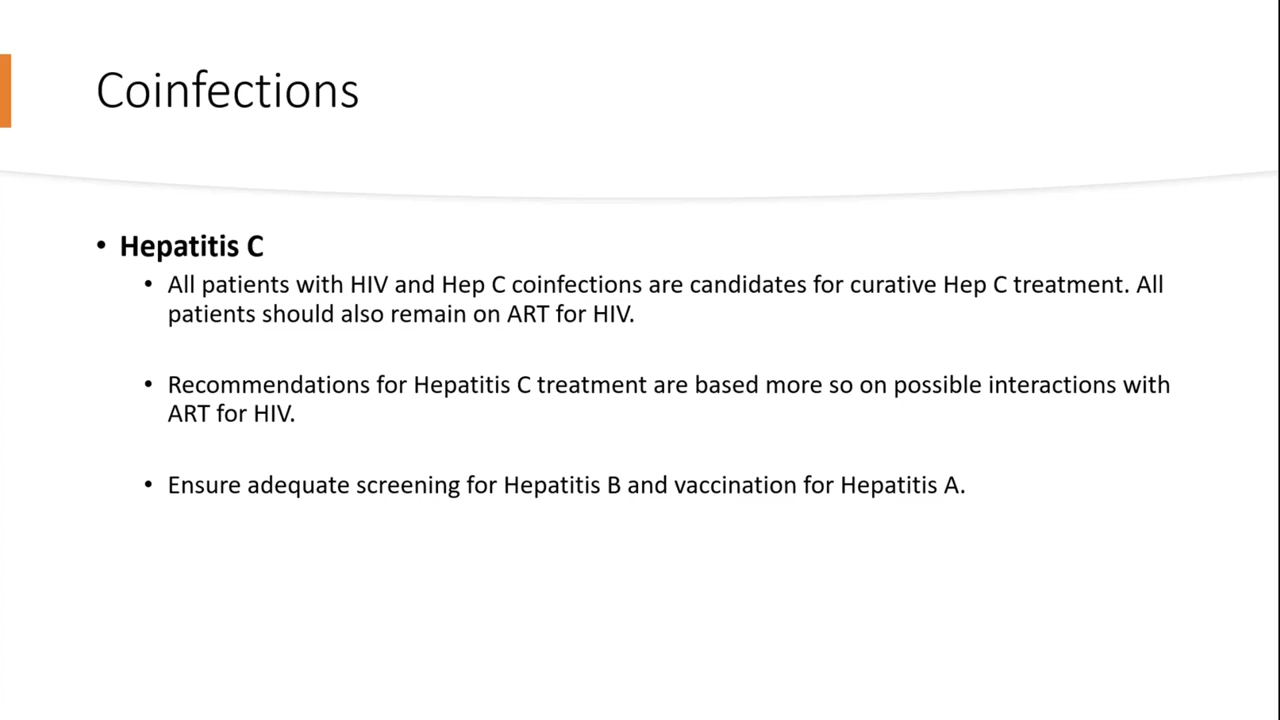 Coinfections
• Hepatitis C
• All patients with HIV and Hep C coinfections are candidates for curative Hep C treatment. All
patients should also remain on ART for HIV.
• Recommendations for Hepatitis C treatment are based more so on possible interactions with
ART for HIV.
• Ensure adequate screening for Hepatitis B and vaccination for Hepatitis A.